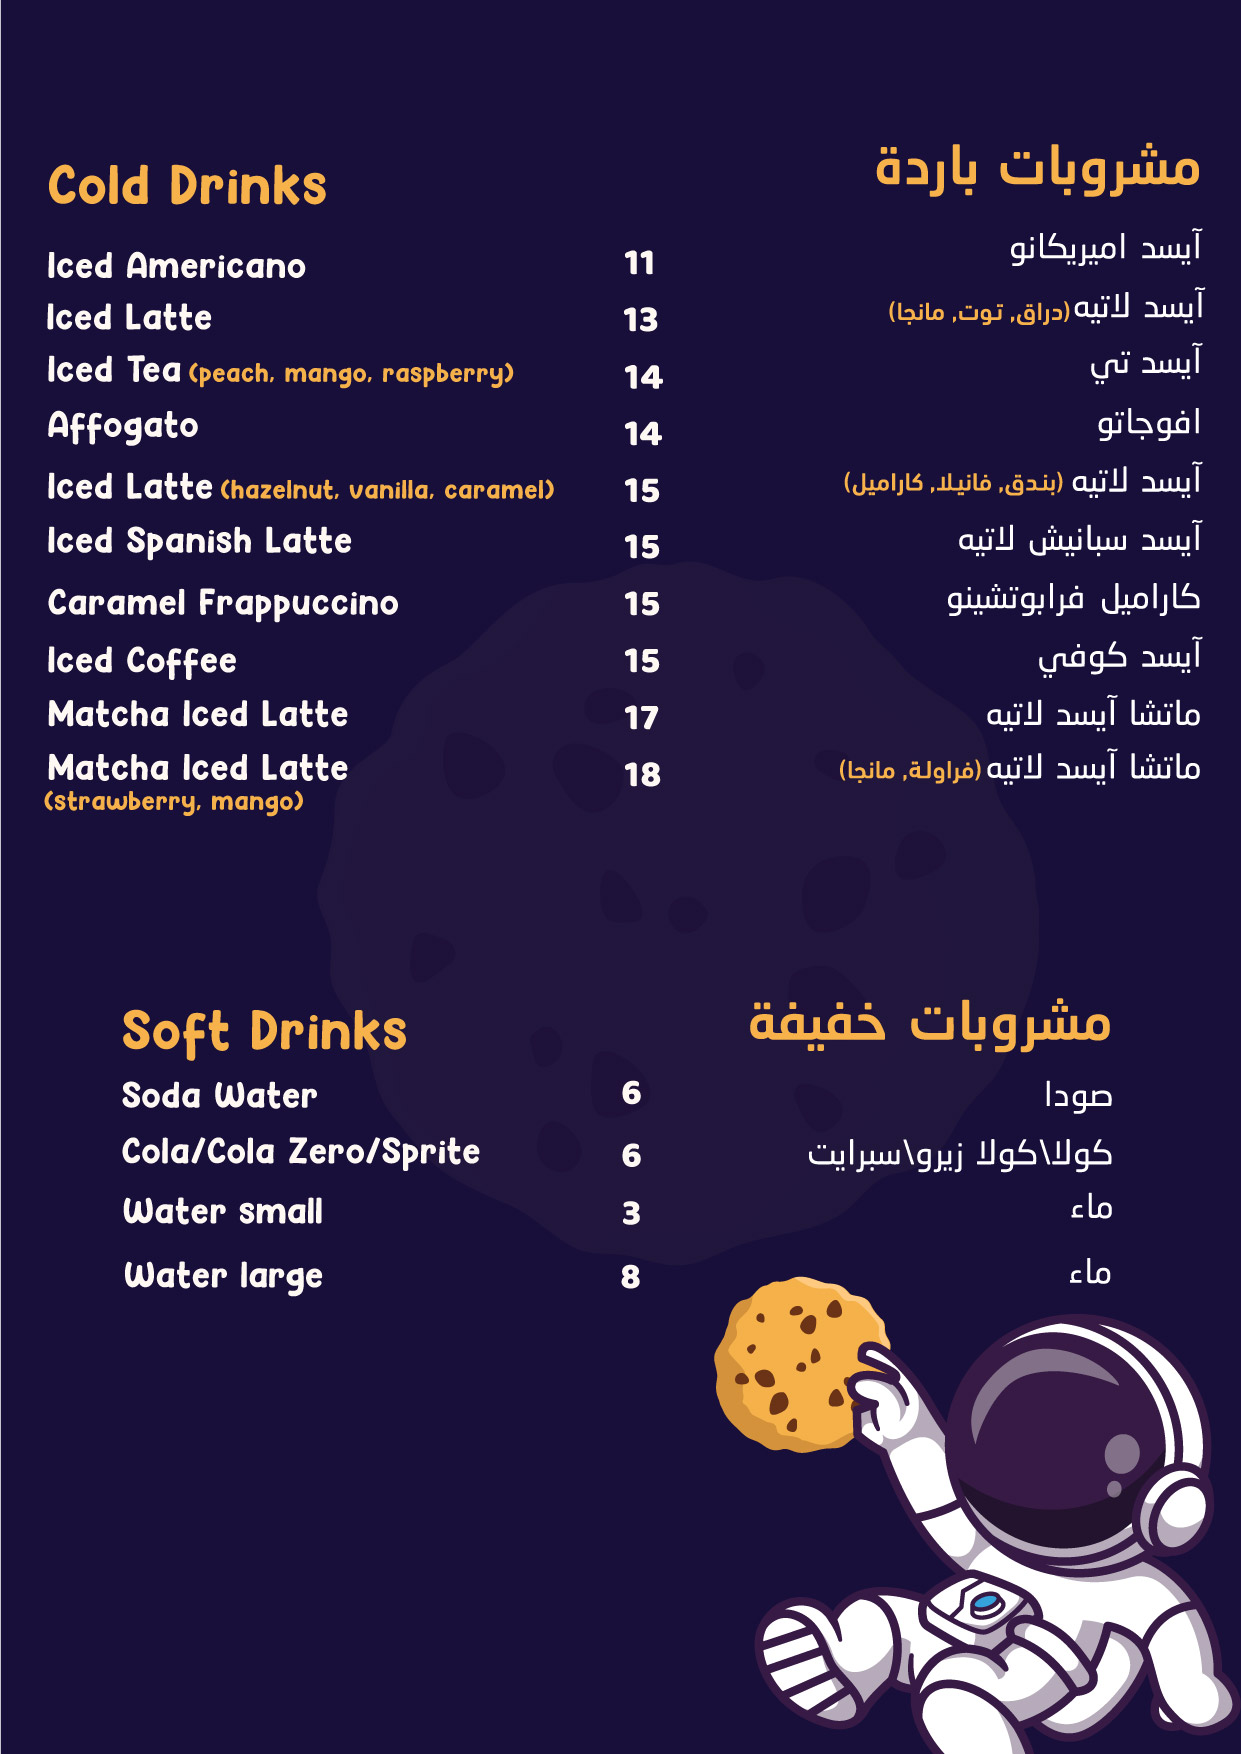 Cold Drinks مشروبات باردة
Iced Americano 11 آيسد اميريكانو
Iced Latte 13 آيسد لاتيه (دراق, توت, مانجا)
Iced Tea (peach, mango, raspberry) 14 آيسد تي
Affogato 14 افوجاتو
Iced Latte (hazelnut, vanilla, caramel) 15 آيسد لاتيه (بندق, فانيلا, كاراميل)
Iced Spanish Latte 15 آيسد سبانيش لاتيه
Caramel Frappuccino 15 كاراميل فرابوتشينو
Iced Coffee 15 آيسد كوفي
Matcha Iced Latte 17 ماتشا آيسد لاتيه
Matcha Iced Latte 18 ماتشا آيسد لاتيه (فراولة, مانجا)
(strawberry, mango)
Soft Drinks مشروبات خفيفة
Soda Water 6 صودا
Cola/Cola Zero/Sprite 6 كولا\كولا زيرو\سبرايت
Water small 3 ماء
Water large 8 ماء